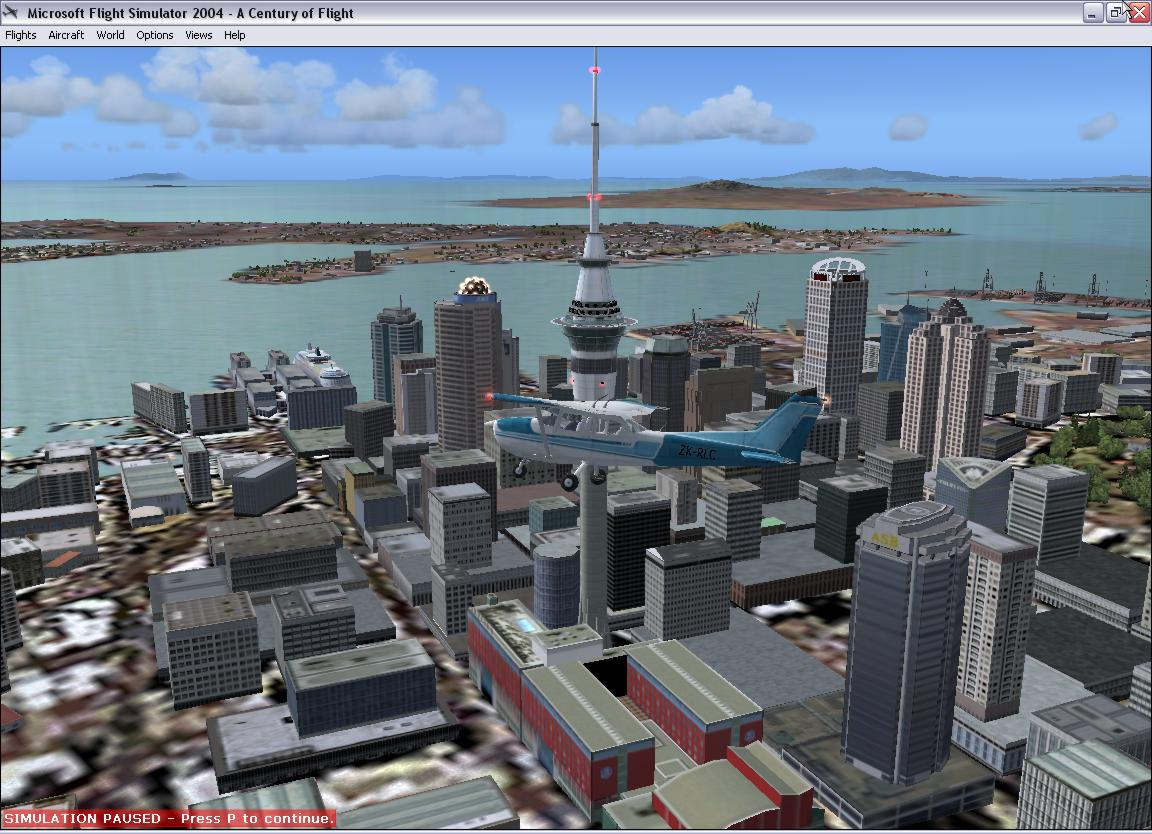 Microsoft Flight Simulator 2004 - A Century of Flight
Flights Aircraft World Options Views Help
ZK-RLC
ASB
SIMULATION PAUSED - Press P to continue.